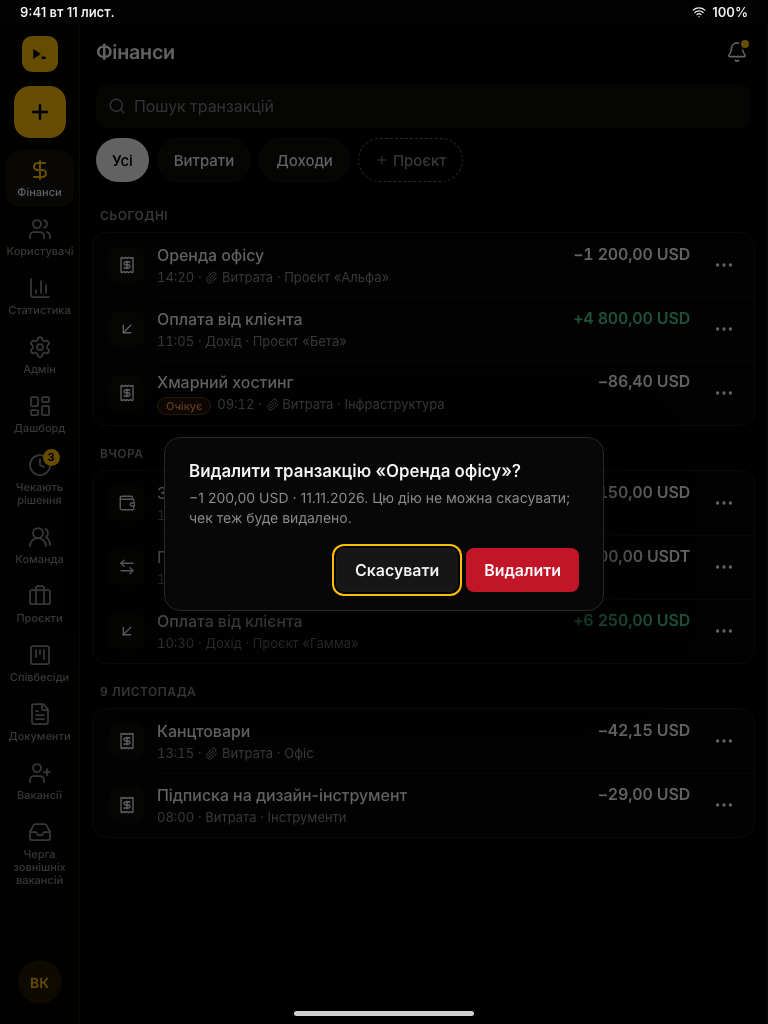 9:41 вт 11 лист.
100%
Фінанси
Пошук транзакцій
Усі
Витрати
Доходи
+ Проєкт
Фінанси
Користувачі
Статистика
Адмін
Дашборд
3
Чекають
рішення
Команда
Проєкти
Співбесіди
Документи
Вакансії
Черга
зовнішніх
вакансій
ВК
СЬОГОДНІ
Оренда офісу
−1 200,00 USD
14:20 · Витрата · Проєкт «Альфа»
Оплата від клієнта
+4 800,00 USD
11:05 · Дохід · Проєкт «Бета»
Хмарний хостинг
−86,40 USD
Очікує 09:12 · Витрата · Інфраструктура
ВЧОРА
150,00 USD
00,00 USDT
Видалити транзакцію «Оренда офісу»?
−1 200,00 USD · 11.11.2026. Цю дію не можна скасувати;
чек теж буде видалено.
Скасувати
Видалити
Оплата від клієнта
+6 250,00 USD
10:30 · Дохід · Проєкт «Гамма»
9 ЛИСТОПАДА
Канцтовари
−42,15 USD
13:15 · Витрата · Офіс
Підписка на дизайн-інструмент
−29,00 USD
08:00 · Витрата · Інструменти